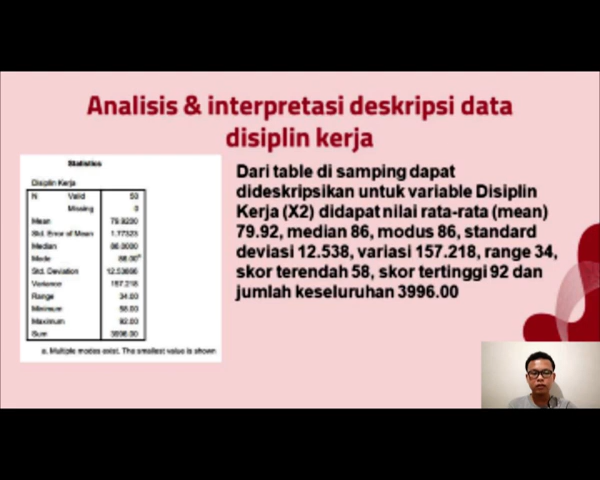 Analisis & interpretasi deskripsi data
disiplin kerja
Statistics
Disiplin Kerja
N Valid 50
Missing 0
Mean 79.9200
Std. Error of Mean 1.77323
Median 86.0000
Mode 86.00ᵃ
Std. Deviation 12.53866
Variance 157.218
Range 34.00
Minimum 58.00
Maximum 92.00
Sum 3996.00
a. Multiple modes exist. The smallest value is shown
Dari table di samping dapat
dideskripsikan untuk variable Disiplin
Kerja (X2) didapat nilai rata-rata (mean)
79.92, median 86, modus 86, standard
deviasi 12.538, variasi 157.218, range 34,
skor terendah 58, skor tertinggi 92 dan
jumlah keseluruhan 3996.00